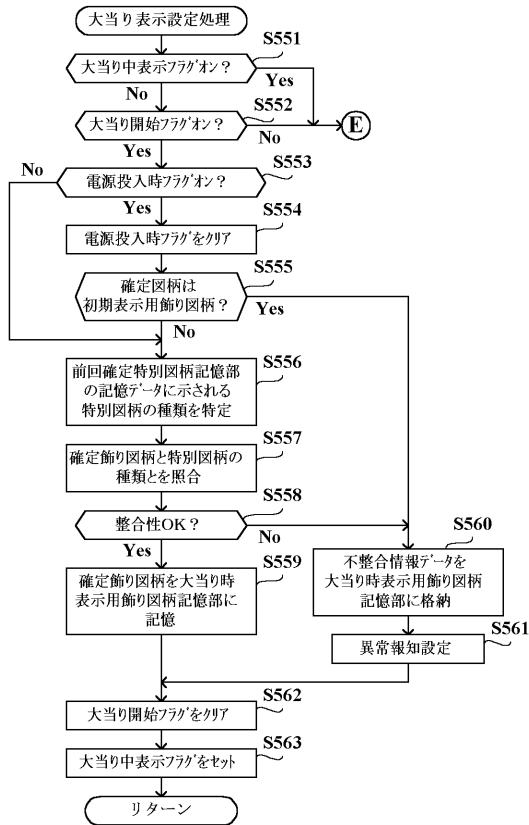 大当り表示設定処理
S551
大当り中表示フラグオン？
Yes
No
S552
大当り開始フラグオン？
No
E
Yes
S553
No
電源投入時フラグオン？
Yes
S554
電源投入時フラグをクリア
S555
確定図柄は
初期表示用飾り図柄？
Yes
No
S556
前回確定特別図柄記憶部
の記憶データに示される
特別図柄の種類を特定
S557
確定飾り図柄と特別図柄の
種類とを照合
S558
整合性OK？
No
Yes
S559
確定飾り図柄を大当り時
表示用飾り図柄記憶部に
記憶
S560
不整合情報データを
大当り時表示用飾り図柄
記憶部に格納
S561
異常報知設定
S562
大当り開始フラグをクリア
S563
大当り中表示フラグをセット
リターン